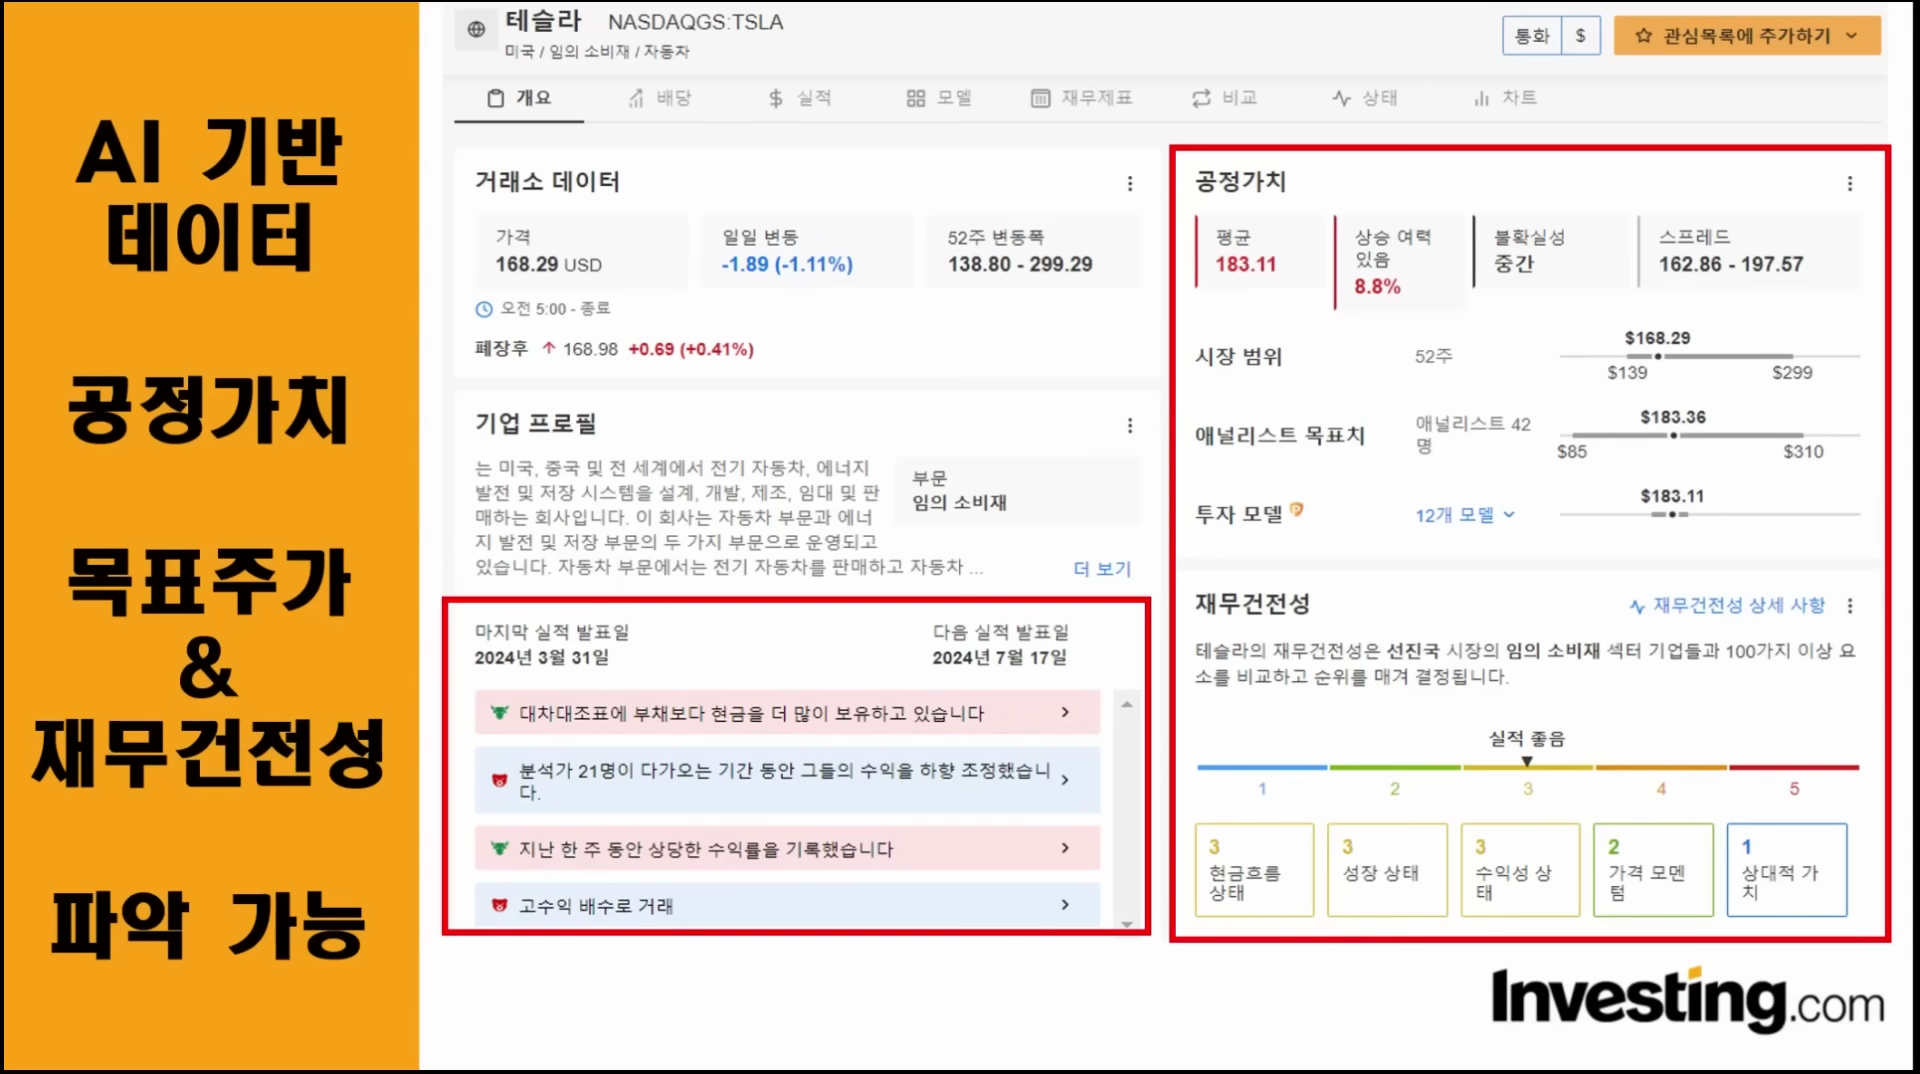 AI 기반
데이터
공정가치
목표주가
&
재무건전성
파악 가능
테슬라 NASDAQGS:TSLA
미국 / 임의 소비재 / 자동차
통화 $
관심목록에 추가하기
개요 배당 $ 실적 모델 재무제표 비교 상태 차트
거래소 데이터
가격
168.29 USD
일일 변동
-1.89 (-1.11%)
52주 변동폭
138.80 - 299.29
오전 5:00 - 종료
폐장후 ↑ 168.98 +0.69 (+0.41%)
기업 프로필
는 미국, 중국 및 전 세계에서 전기 자동차, 에너지
발전 및 저장 시스템을 설계, 개발, 제조, 임대 및 판
매하는 회사입니다. 이 회사는 자동차 부문과 에너
지 발전 및 저장 부문의 두 가지 부문으로 운영되고
있습니다. 자동차 부문에서는 전기 자동차를 판매하고 자동차 ...
더 보기
부문
임의 소비재
마지막 실적 발표일
2024년 3월 31일
다음 실적 발표일
2024년 7월 17일
대차대조표에 부채보다 현금을 더 많이 보유하고 있습니다
분석가 21명이 다가오는 기간 동안 그들의 수익을 하향 조정했습니
다.
지난 한 주 동안 상당한 수익률을 기록했습니다
고수익 배수로 거래
공정가치
평균
183.11
상승 여력
있음
8.8%
불확실성
중간
스프레드
162.86 - 197.57
시장 범위 52주
$168.29
$139 $299
애널리스트 목표치
애널리스트 42
명
$183.36
$85 $310
투자 모델 12개 모델
$183.11
재무건전성
재무건전성 상세 사항
테슬라의 재무건전성은 선진국 시장의 임의 소비재 섹터 기업들과 100가지 이상 요
소를 비교하고 순위를 매겨 결정됩니다.
실적 좋음
1 2 3 4 5
3
현금흐름
상태
3
성장 상태
3
수익성 상
태
2
가격 모멘
텀
1
상대적 가
치
Investing.com